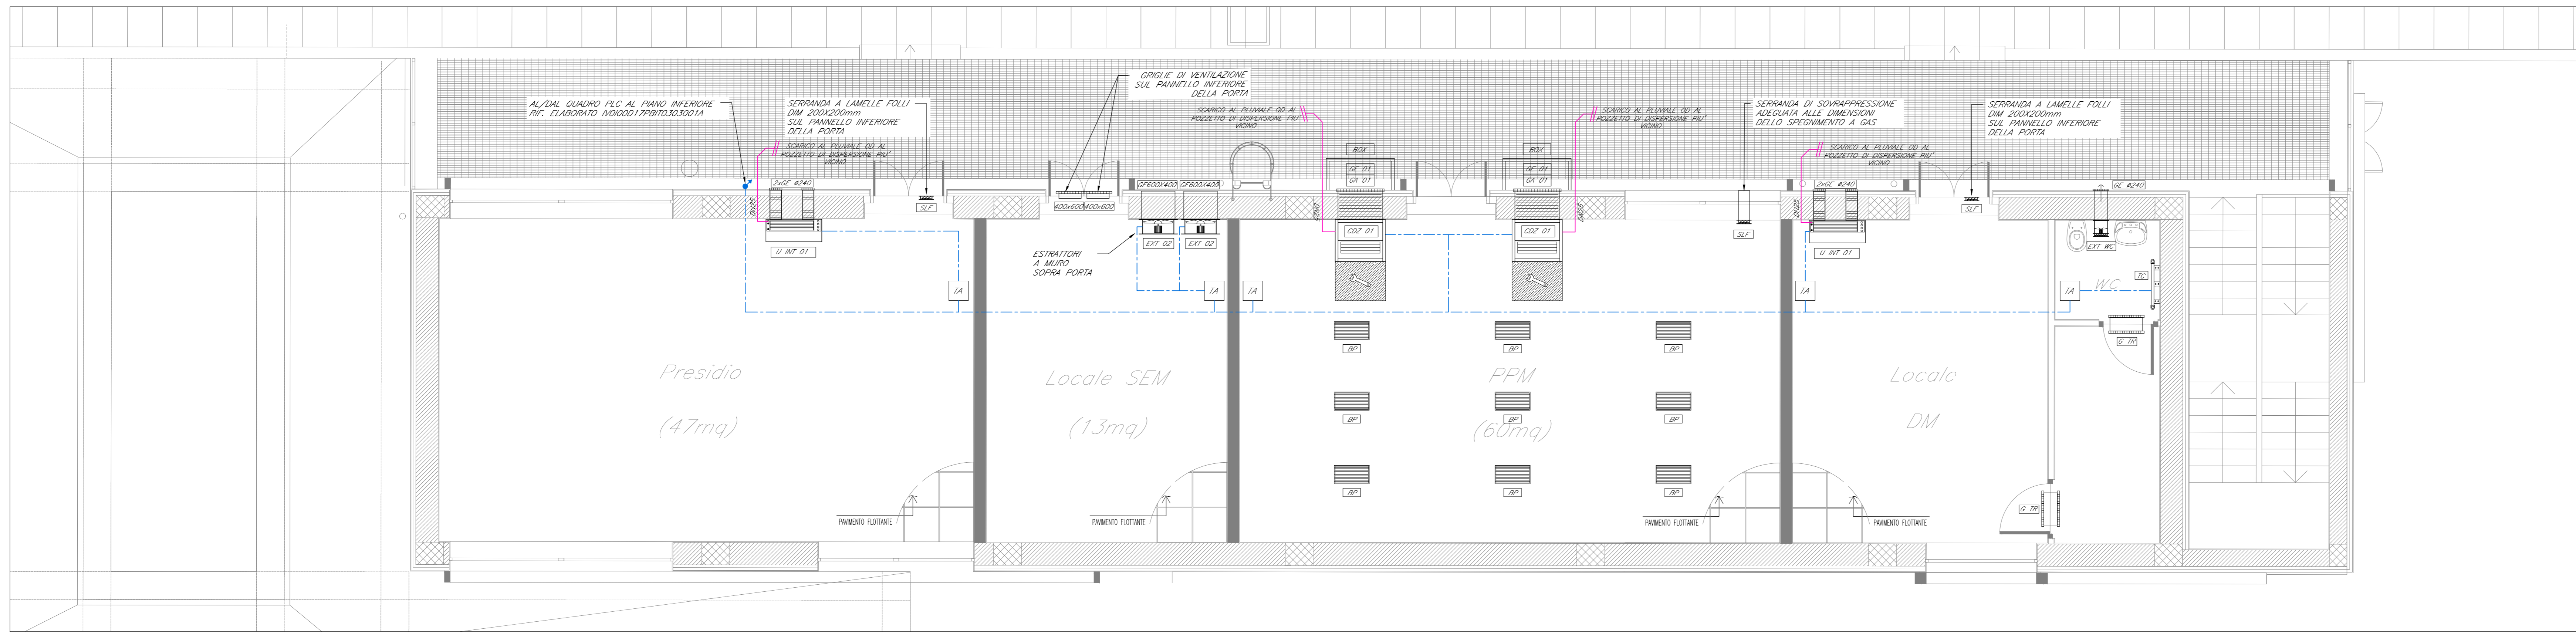 AL/DAL QUADRO PLC AL PIANO INFERIORE
RIF. ELABORATO IV0I00D17PBIT0303001A
SERRANDA A LAMELLE FOLLI
DIM 200X200mm
SUL PANNELLO INFERIORE
DELLA PORTA
SCARICO AL PLUVIALE OD AL
POZZETTO DI DISPERSIONE PIU'
VICINO
GRIGLIE DI VENTILAZIONE
SUL PANNELLO INFERIORE
DELLA PORTA
SCARICO AL PLUVIALE OD AL
POZZETTO DI DISPERSIONE PIU'
VICINO
SCARICO AL PLUVIALE OD AL
POZZETTO DI DISPERSIONE PIU'
VICINO
SERRANDA DI SOVRAPPRESSIONE
ADEGUATA ALLE DIMENSIONI
DELLO SPEGNIMENTO A GAS
SCARICO AL PLUVIALE OD AL
POZZETTO DI DISPERSIONE PIU'
VICINO
SERRANDA A LAMELLE FOLLI
DIM 200X200mm
SUL PANNELLO INFERIORE
DELLA PORTA
BOX
GE 01
GA 01
BOX
GE 01
GA 01
2xGE Ø240
GE600X400
GE600X400
2xGE Ø240
GE Ø240
DN25
SLF
400x600
400x600
DN25
DN25
DN25
SLF
SLF
CDZ 01
CDZ 01
U INT 01
EXT 02
EXT 02
U INT 01
EXT WC
ESTRATTORI
A MURO
SOPRA PORTA
TC
WC
TA
TA
TA
TA
TA
G TR
BP
BP
BP
Presidio
(47mq)
Locale SEM
(13mq)
PPM
(60mq)
Locale
DM
BP
BP
BP
BP
BP
BP
G TR
PAVIMENTO FLOTTANTE
PAVIMENTO FLOTTANTE
PAVIMENTO FLOTTANTE
PAVIMENTO FLOTTANTE